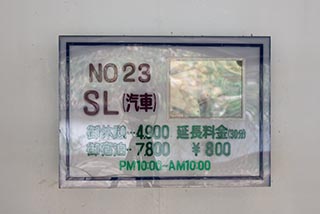 NO 23
SL(汽車)
御休憩…4,900 延長料金(30分)
御宿泊…7,800 ¥800
PM10:00~AM10:00